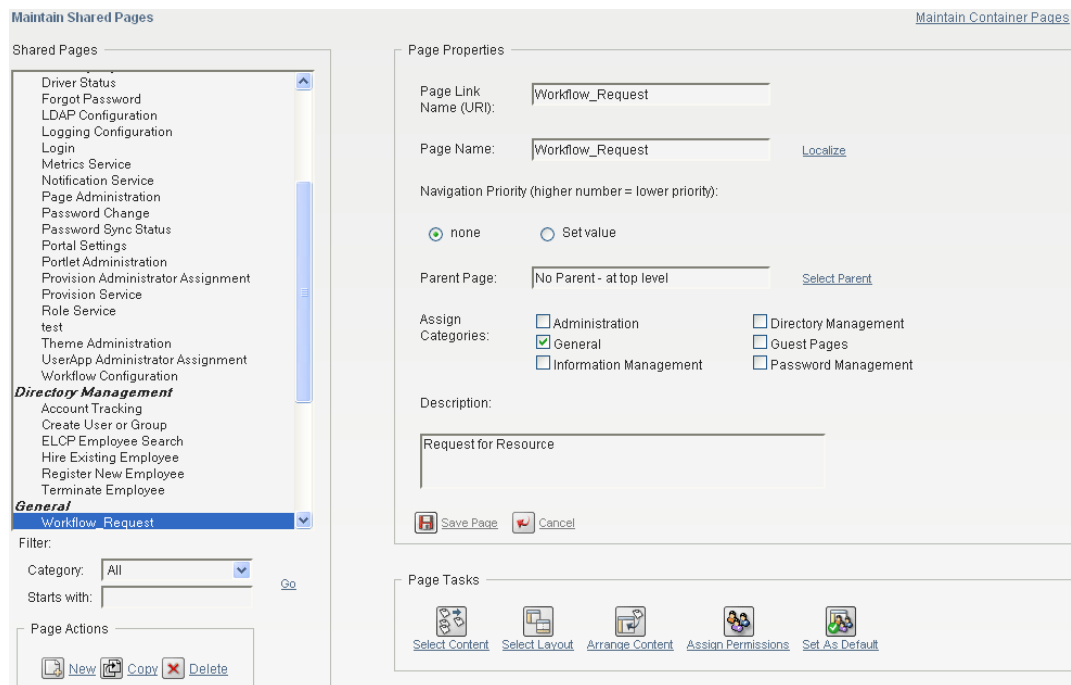 Maintain Shared Pages
Maintain Container Pages
Shared Pages
Driver Status
Forgot Password
LDAP Configuration
Logging Configuration
Login
Metrics Service
Notification Service
Page Administration
Password Change
Password Sync Status
Portal Settings
Portlet Administration
Provision Administrator Assignment
Provision Service
Role Service
test
Theme Administration
UserApp Administrator Assignment
Workflow Configuration
Directory Management
Account Tracking
Create User or Group
ELCP Employee Search
Hire Existing Employee
Register New Employee
Terminate Employee
General
Workflow_Request
Filter:
Category: All
Go
Starts with:
Page Actions
New Copy Delete
Page Properties
Page Link
Name (URI):
Workflow_Request
Page Name: Workflow_Request Localize
Navigation Priority (higher number = lower priority):
none Set value
Parent Page: No Parent - at top level Select Parent
Assign
Categories:
Administration Directory Management
General Guest Pages
Information Management Password Management
Description:
Request for Resource
Save Page Cancel
Page Tasks
Select Content Select Layout Arrange Content Assign Permissions Set As Default